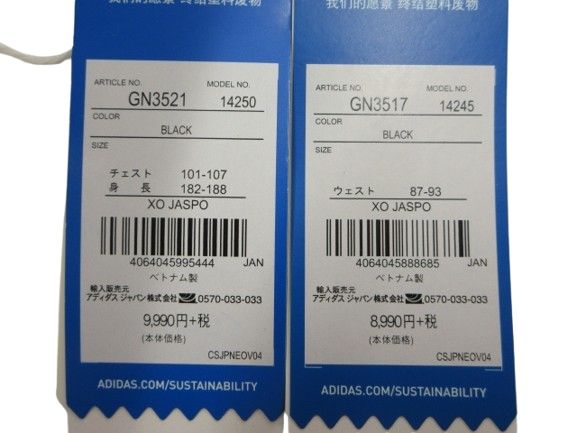 我们的愿景 终结塑料废物
ARTICLE NO. MODEL NO.
GN3521 14250
COLOR
BLACK
SIZE
チェスト 101-107
身 長 182-188
XO JASPO
4064045995444 JAN
ベトナム製
輸入販売元
アディダス ジャパン株式会社 0570-033-033
9,990円+税
(本体価格)
CSJPNEOV04
ADIDAS.COM/SUSTAINABILITY
我们的愿景 终结塑料废物
ARTICLE NO. MODEL NO.
GN3517 14245
COLOR
BLACK
SIZE
ウェスト 87-93
XO JASPO
4064045888685 JAN
ベトナム製
輸入販売元
アディダス ジャパン株式会社 0570-033-033
8,990円+税
(本体価格)
CSJPNEOV04
ADIDAS.COM/SUSTAINABILITY